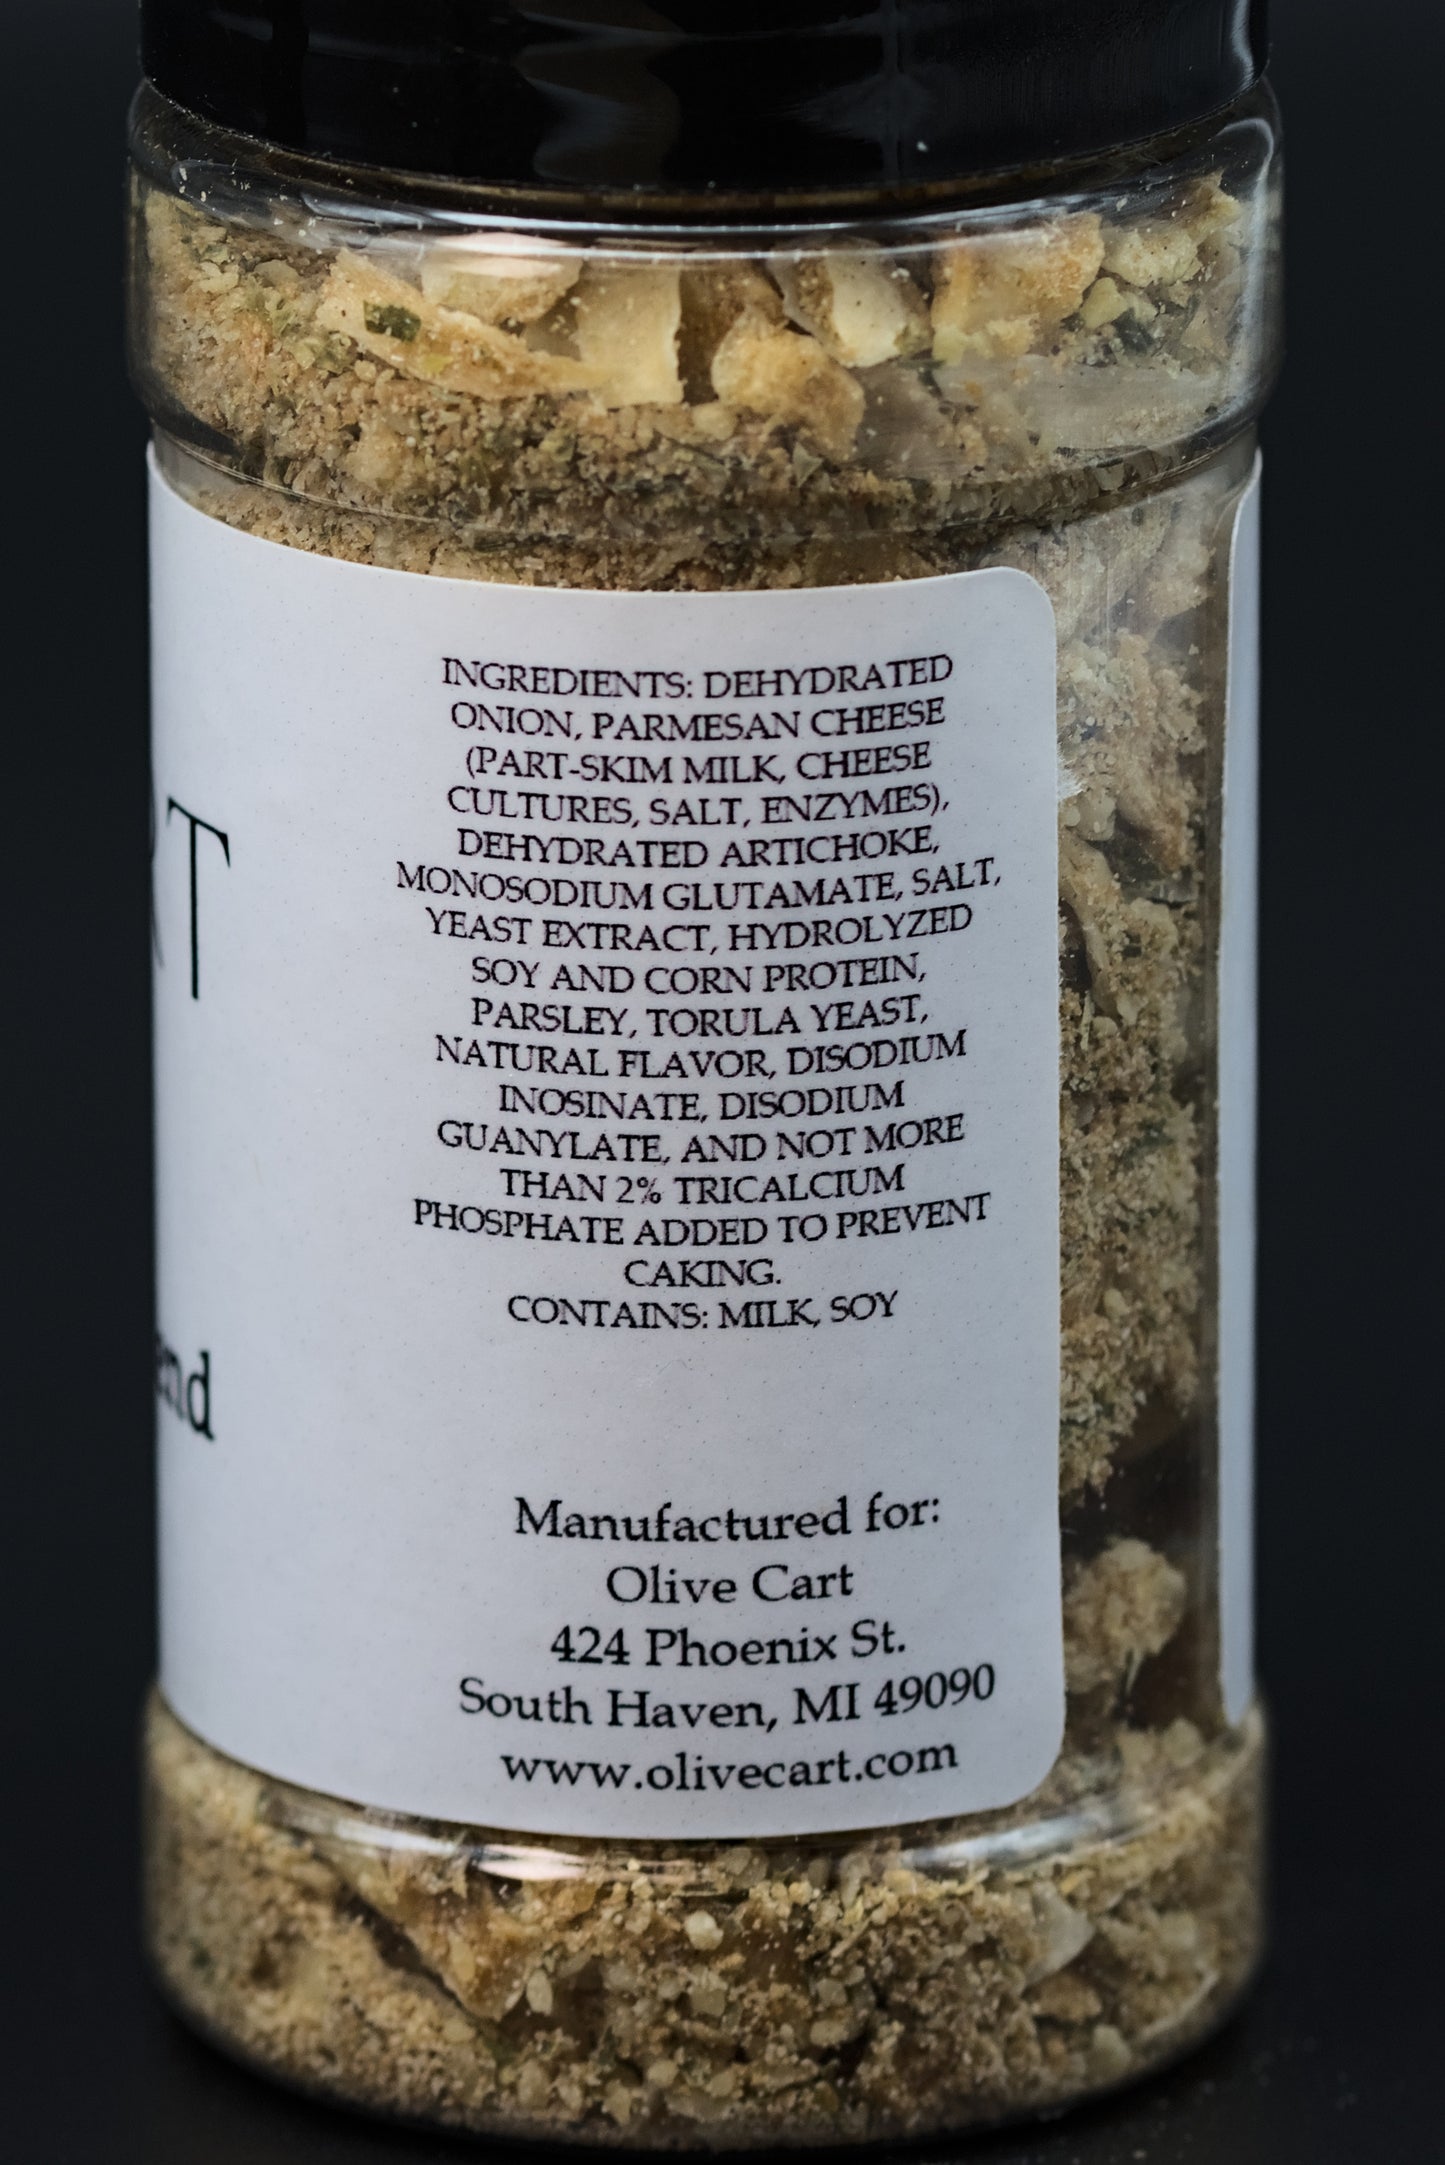 RT
end
INGREDIENTS: DEHYDRATED
ONION, PARMESAN CHEESE
(PART-SKIM MILK, CHEESE
CULTURES, SALT, ENZYMES),
DEHYDRATED ARTICHOKE,
MONOSODIUM GLUTAMATE, SALT,
YEAST EXTRACT, HYDROLYZED
SOY AND CORN PROTEIN,
PARSLEY, TORULA YEAST,
NATURAL FLAVOR, DISODIUM
INOSINATE, DISODIUM
GUANYLATE, AND NOT MORE
THAN 2% TRICALCIUM
PHOSPHATE ADDED TO PREVENT
CAKING.
CONTAINS: MILK, SOY
Manufactured for:
Olive Cart
424 Phoenix St.
South Haven, MI 49090
www.olivecart.com